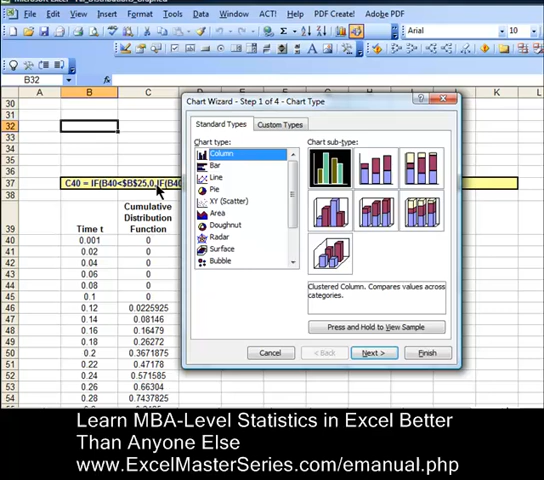 File Edit View Insert Format Tools Data Window ACT! Help PDF Create! Adobe PDF
Arial
B32
A B C K L
30
31
32
35
36
37 C40 = IF(B40<$B$25,0,IF(B40
38
Chart Wizard - Step 1 of 4 - Chart Type
Standard Types Custom Types
Chart type:
Column
Bar
Line
Pie
XY (Scatter)
Area
Doughnut
Radar
Surface
Bubble
Chart sub-type:
Clustered Column. Compares values across
categories.
Press and Hold to View Sample
Cancel < Back Next > Finish
Cumulative
Distribution
39 Time t Function
40 0.001 0
41 0.02 0
42 0.04 0
43 0.06 0
44 0.08 0
45 0.1 0
46 0.12 0.0225925
47 0.14 0.08146
48 0.16 0.16479
49 0.18 0.26272
50 0.2 0.3671875
51 0.22 0.47178
52 0.24 0.571585
53 0.26 0.66304
54 0.28 0.7437835
Learn MBA-Level Statistics in Excel Better
Than Anyone Else
www.ExcelMasterSeries.com/emanual.php